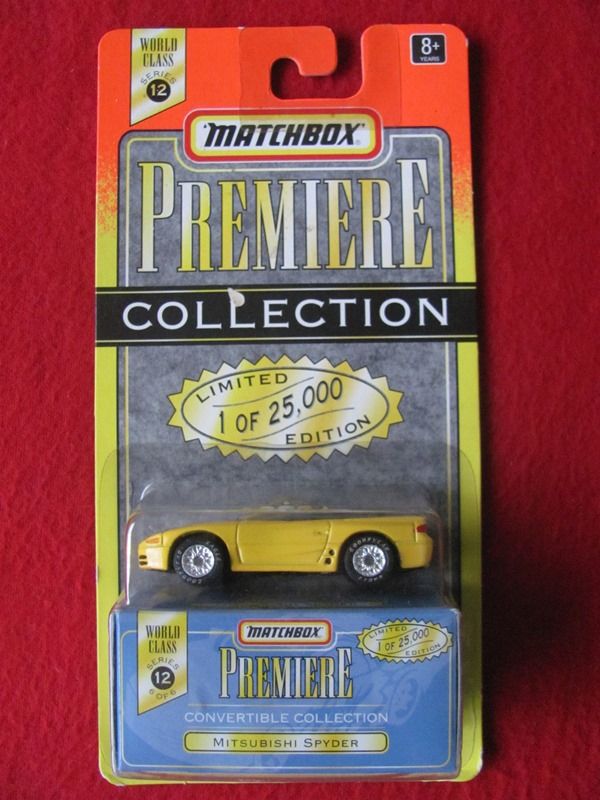 WORLD
CLASS
SERIES
12
8+
YEARS
MATCHBOX
PREMIERE
COLLECTION
LIMITED
1 OF 25,000
EDITION
GOODYEAR
WORLD
CLASS
SERIES
12
6 OF 6
MATCHBOX
PREMIERE
LIMITED
1 OF 25,000
EDITION
CONVERTIBLE COLLECTION
MITSUBISHI SPYDER